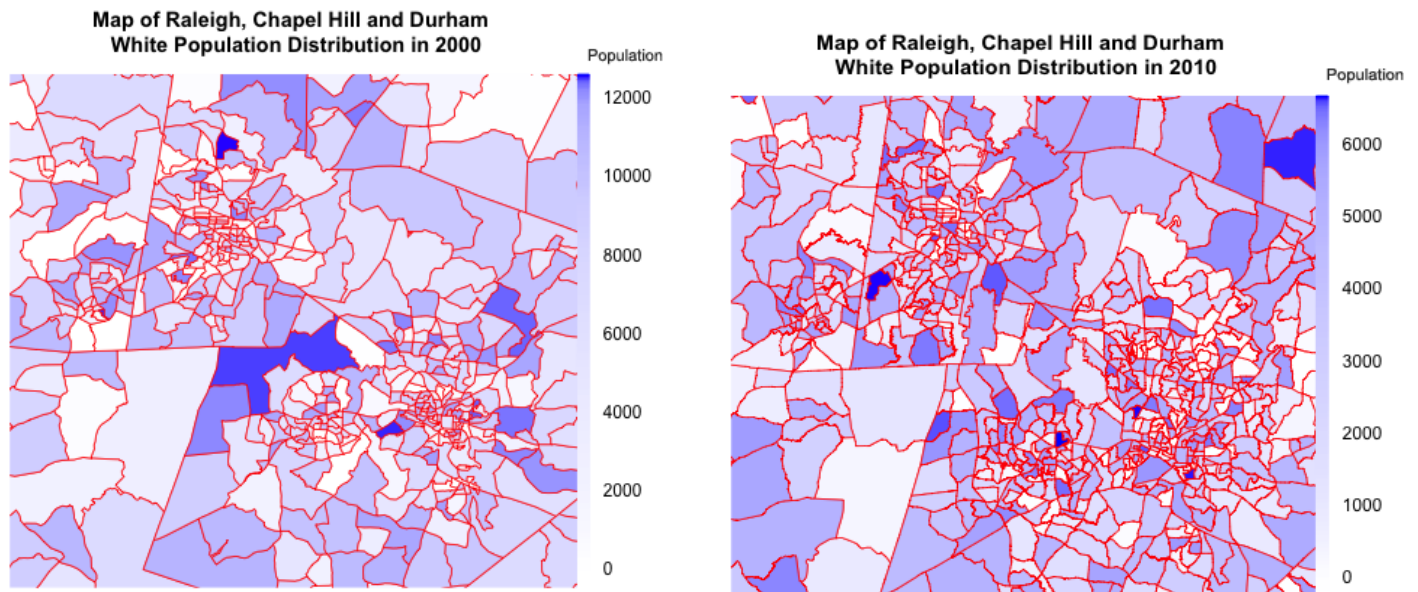 Map of Raleigh, Chapel Hill and Durham
White Population Distribution in 2000
Population
12000
10000
8000
6000
4000
2000
0
Map of Raleigh, Chapel Hill and Durham
White Population Distribution in 2010
Population
6000
5000
4000
3000
2000
1000
0